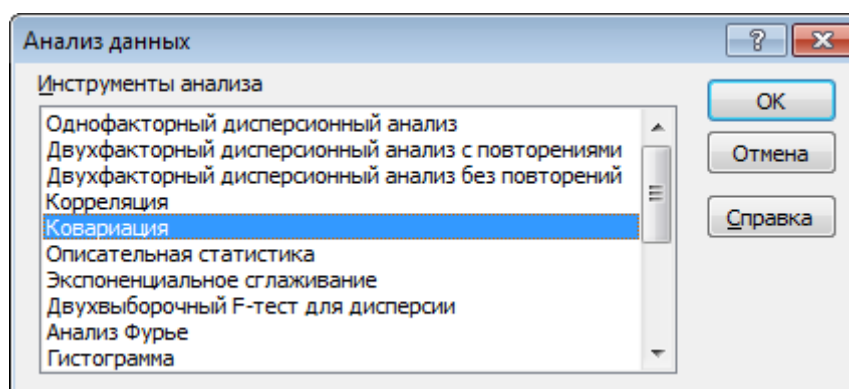 Анализ данных
Инструменты анализа
Однофакторный дисперсионный анализ
Двухфакторный дисперсионный анализ с повторениями
Двухфакторный дисперсионный анализ без повторений
Корреляция
Ковариация
Описательная статистика
Экспоненциальное сглаживание
Двухвыборочный F-тест для дисперсии
Анализ Фурье
Гистограмма
ОК
Отмена
Справка